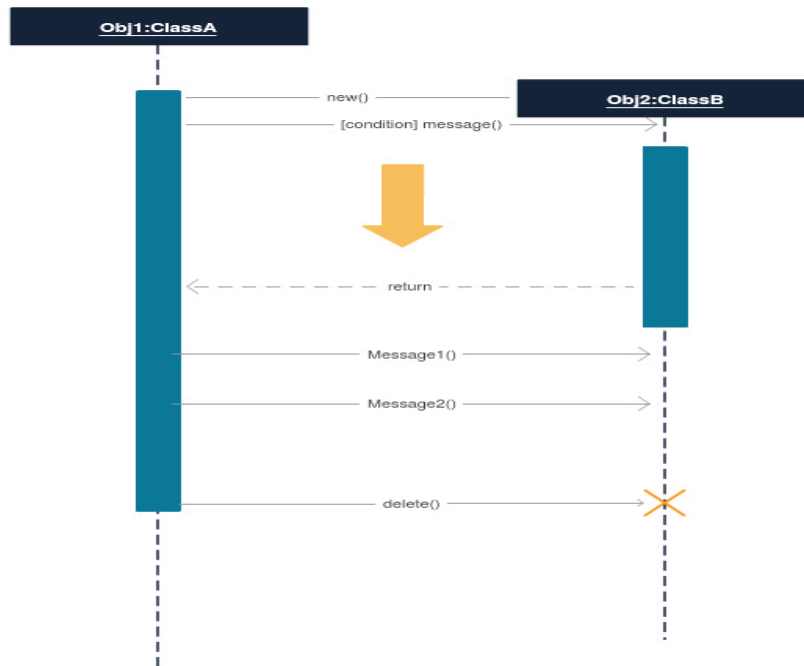 Obj1:ClassA
new()
Obj2:ClassB
[condition] message()
return
Message1()
Message2()
delete()